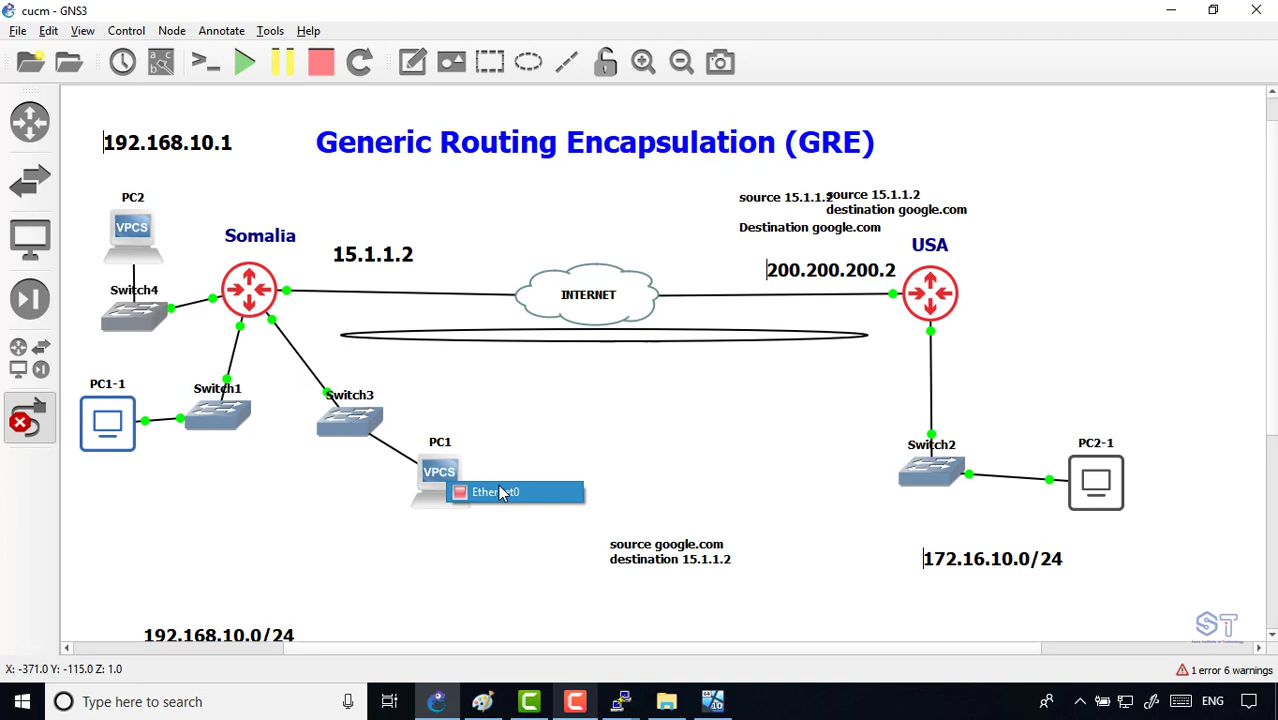 cucm - GNS3
File Edit View Control Node Annotate Tools Help
192.168.10.1
Generic Routing Encapsulation (GRE)
PC2
VPCS
Somalia
15.1.1.2
source 15.1.1.2
Destination google.com
source 15.1.1.2
destination google.com
USA
200.200.200.2
INTERNET
Switch4
PC1-1
Switch1
Switch3
PC1
VPCS
Ethernet0
Switch2
PC2-1
source google.com
destination 15.1.1.2
172.16.10.0/24
192.168.10.0/24
ST
X: -371.0 Y: -115.0 Z: 1.0
1 error 6 warnings
Type here to search
ENG